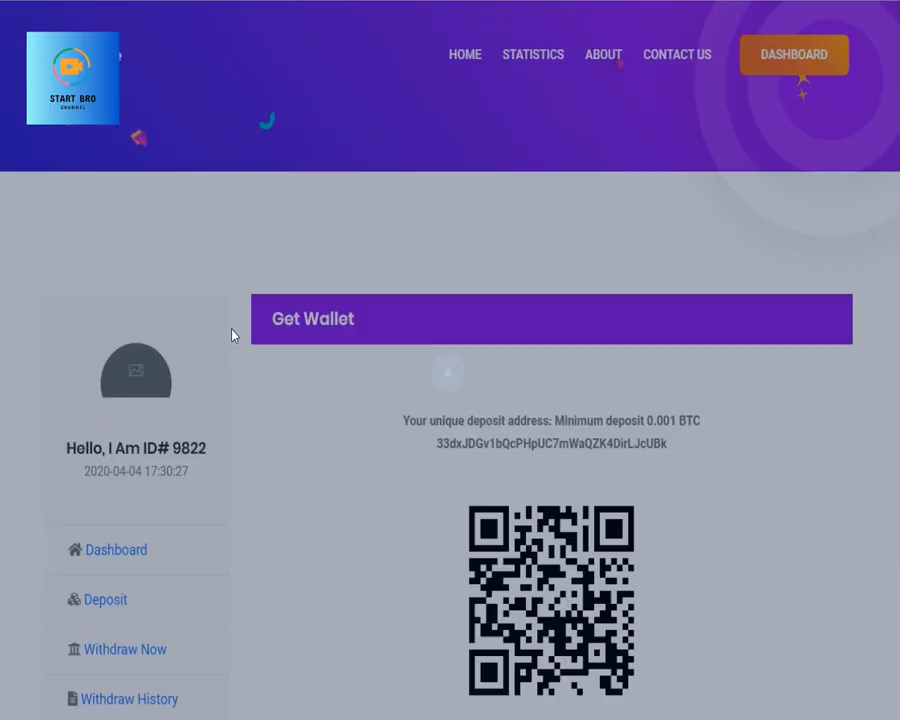 HOME STATISTICS ABOUT CONTACT US DASHBOARD
START BRO
CHANNEL
Get Wallet
Your unique deposit address: Minimum deposit 0.001 BTC
33dxJDGv1bQcPHpUC7mWaQZK4DirLJcUBk
Hello, I Am ID# 9822
2020-04-04 17:30:27
Dashboard
Deposit
Withdraw Now
Withdraw History